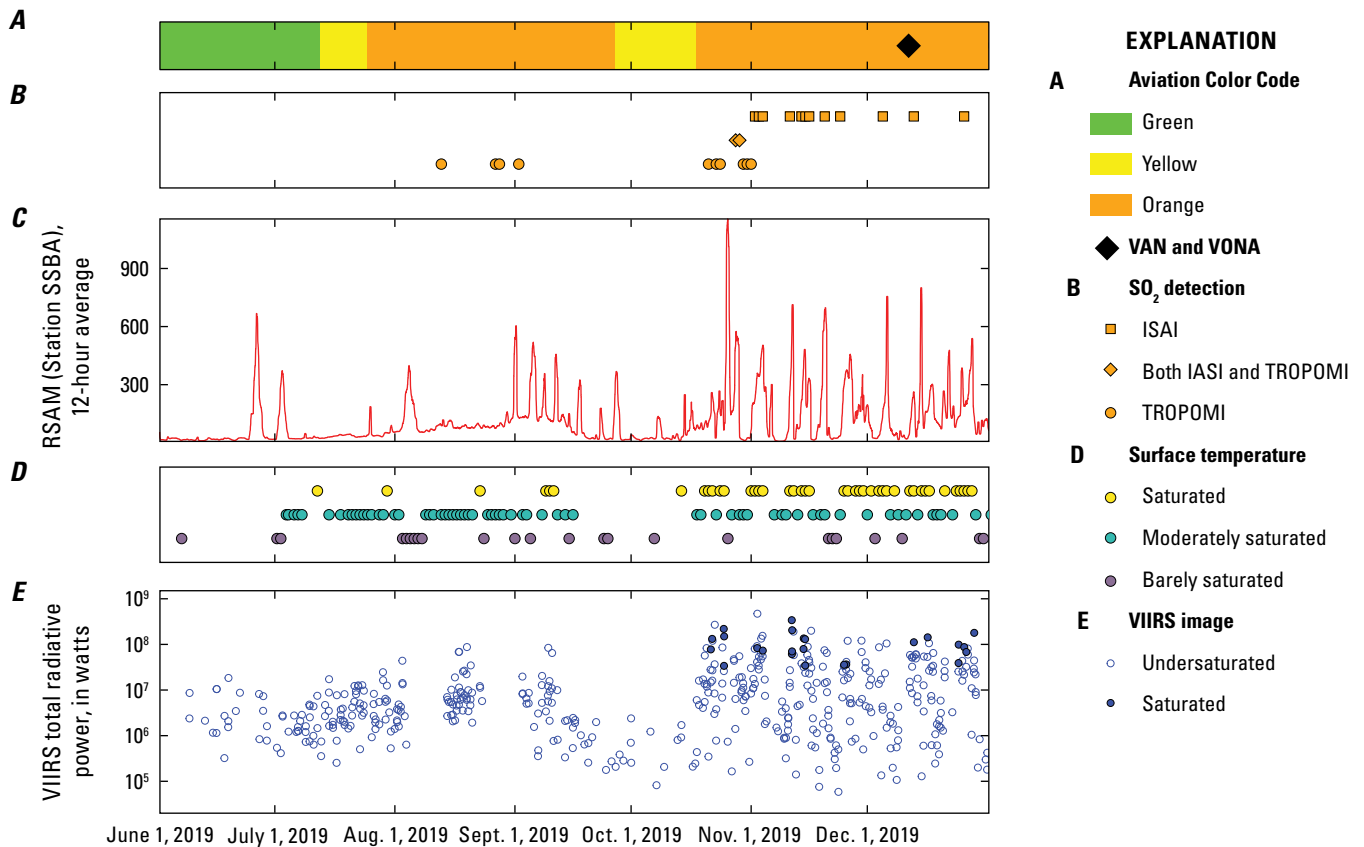 A
B
C
RSAM (Station SSBA),
12-hour average
900
600
300
D
E
VIIRS total radiative
power, in watts
10⁹
10⁸
10⁷
10⁶
10⁵
June 1, 2019 July 1, 2019 Aug. 1, 2019 Sept. 1, 2019 Oct. 1, 2019 Nov. 1, 2019 Dec. 1, 2019
EXPLANATION
A Aviation Color Code
Green
Yellow
Orange
VAN and VONA
B SO₂ detection
ISAI
Both IASI and TROPOMI
TROPOMI
D Surface temperature
Saturated
Moderately saturated
Barely saturated
E VIIRS image
Undersaturated
Saturated